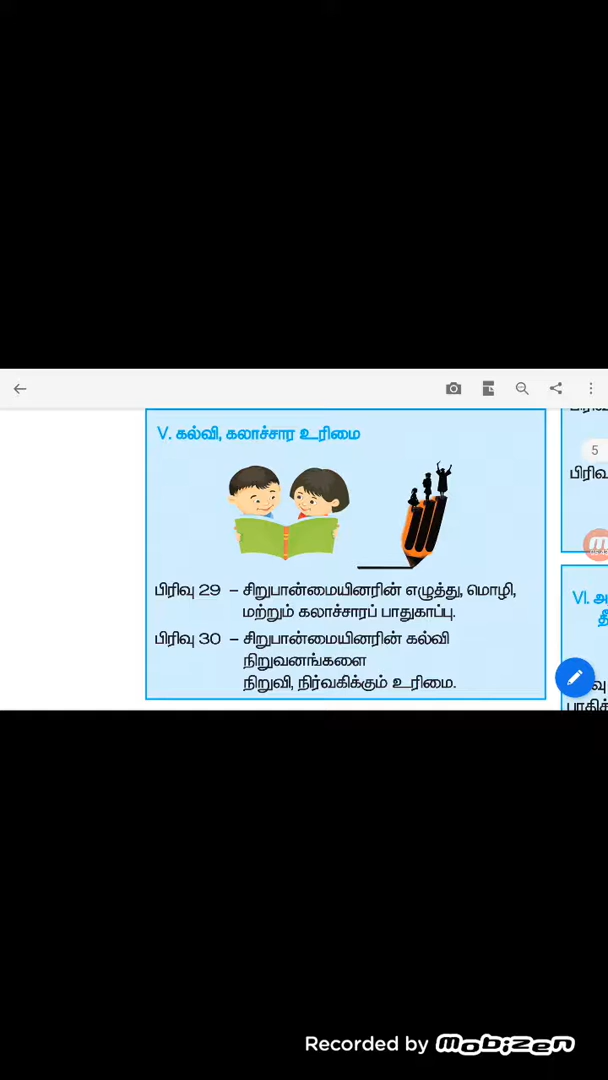 V. கல்வி, கலாச்சார உரிமை
பிரிவு 29 – சிறுபான்மையினரின் எழுத்து, மொழி,
மற்றும் கலாச்சாரப் பாதுகாப்பு.
பிரிவு 30 – சிறுபான்மையினரின் கல்வி
நிறுவனங்களை
நிறுவி, நிர்வகிக்கும் உரிமை.
5
VI.
Recorded by mobizen